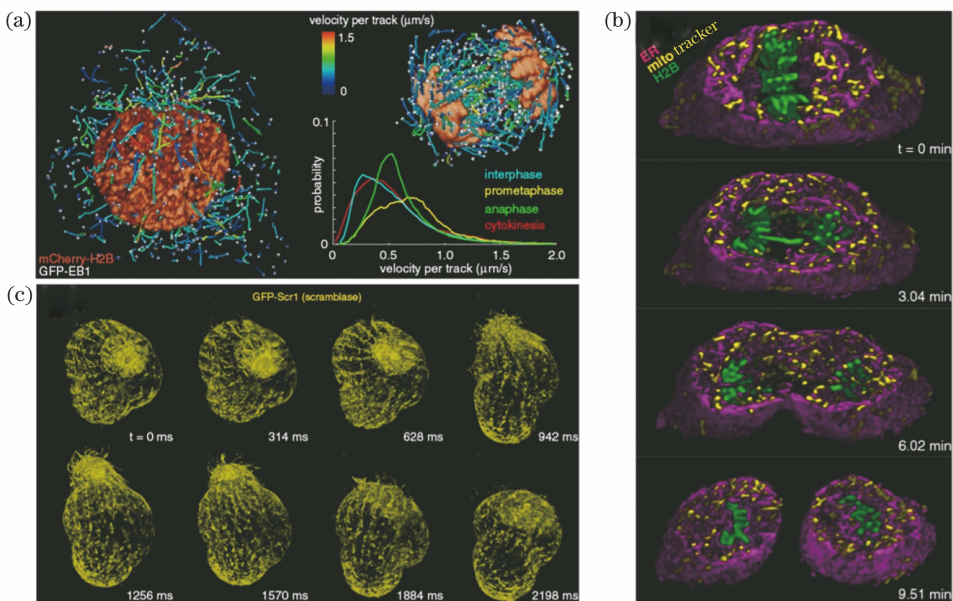 (a)
velocity per track (μm/s)
1.5
0
0.1
probability
0
interphase
prometaphase
anaphase
cytokinesis
0
0.5
1.0
1.5
2.0
velocity per track (μm/s)
mCherry-H2B
GFP-EB1
(b)
ER
mito tracker
H2B
t = 0 min
3.04 min
6.02 min
9.51 min
(c)
GFP-Scr1 (scramblase)
t = 0 ms
314 ms
628 ms
942 ms
1256 ms
1570 ms
1884 ms
2198 ms